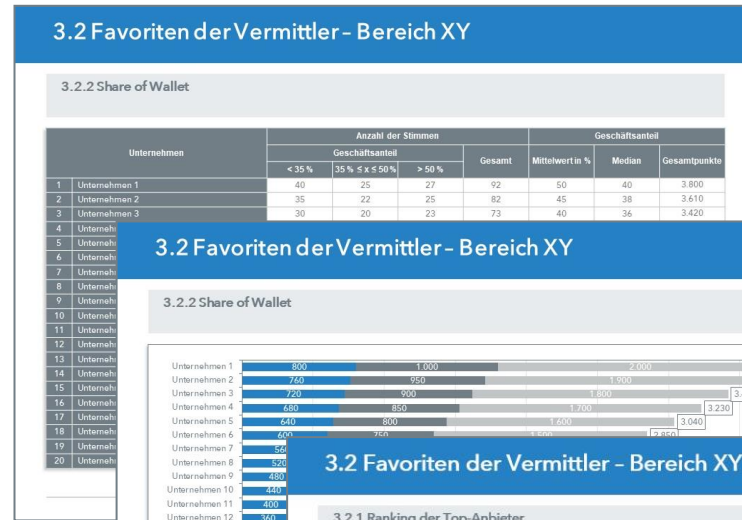 3.2 Favoriten der Vermittler – Bereich XY
3.2.2 Share of Wallet
Unternehmen Anzahl der Stimmen Geschäftsanteil
Geschäftsanteil Gesamt Mittelwert in % Median Gesamtpunkte
< 35 % 35 % ≤ x ≤ 50 % > 50 %
1 Unternehmen 1 40 25 27 92 50 40 3.800
2 Unternehmen 2 35 22 25 82 45 38 3.610
3 Unternehmen 3 30 20 23 73 40 36 3.420
4
5
6
7
8
9
10
11
12
13
14
15
16
17
18
19
20
3.2 Favoriten der Vermittler – Bereich XY
3.2.2 Share of Wallet
Unternehmen 1 800 1.000 2.000
Unternehmen 2 760 950 1.900
Unternehmen 3 720 900 1.800
Unternehmen 4 680 850 1.700 3.230
Unternehmen 5 640 800 1.600 3.040
Unternehmen 6 600 750 1.500 2.850
Unternehmen 7
Unternehmen 8 520
Unternehmen 9 480
Unternehmen 10 440
Unternehmen 11 400
Unternehmen 12 360
3.2 Favoriten der Vermittler – Bereich XY
3.2.1 Ranking der Top-Anbieter